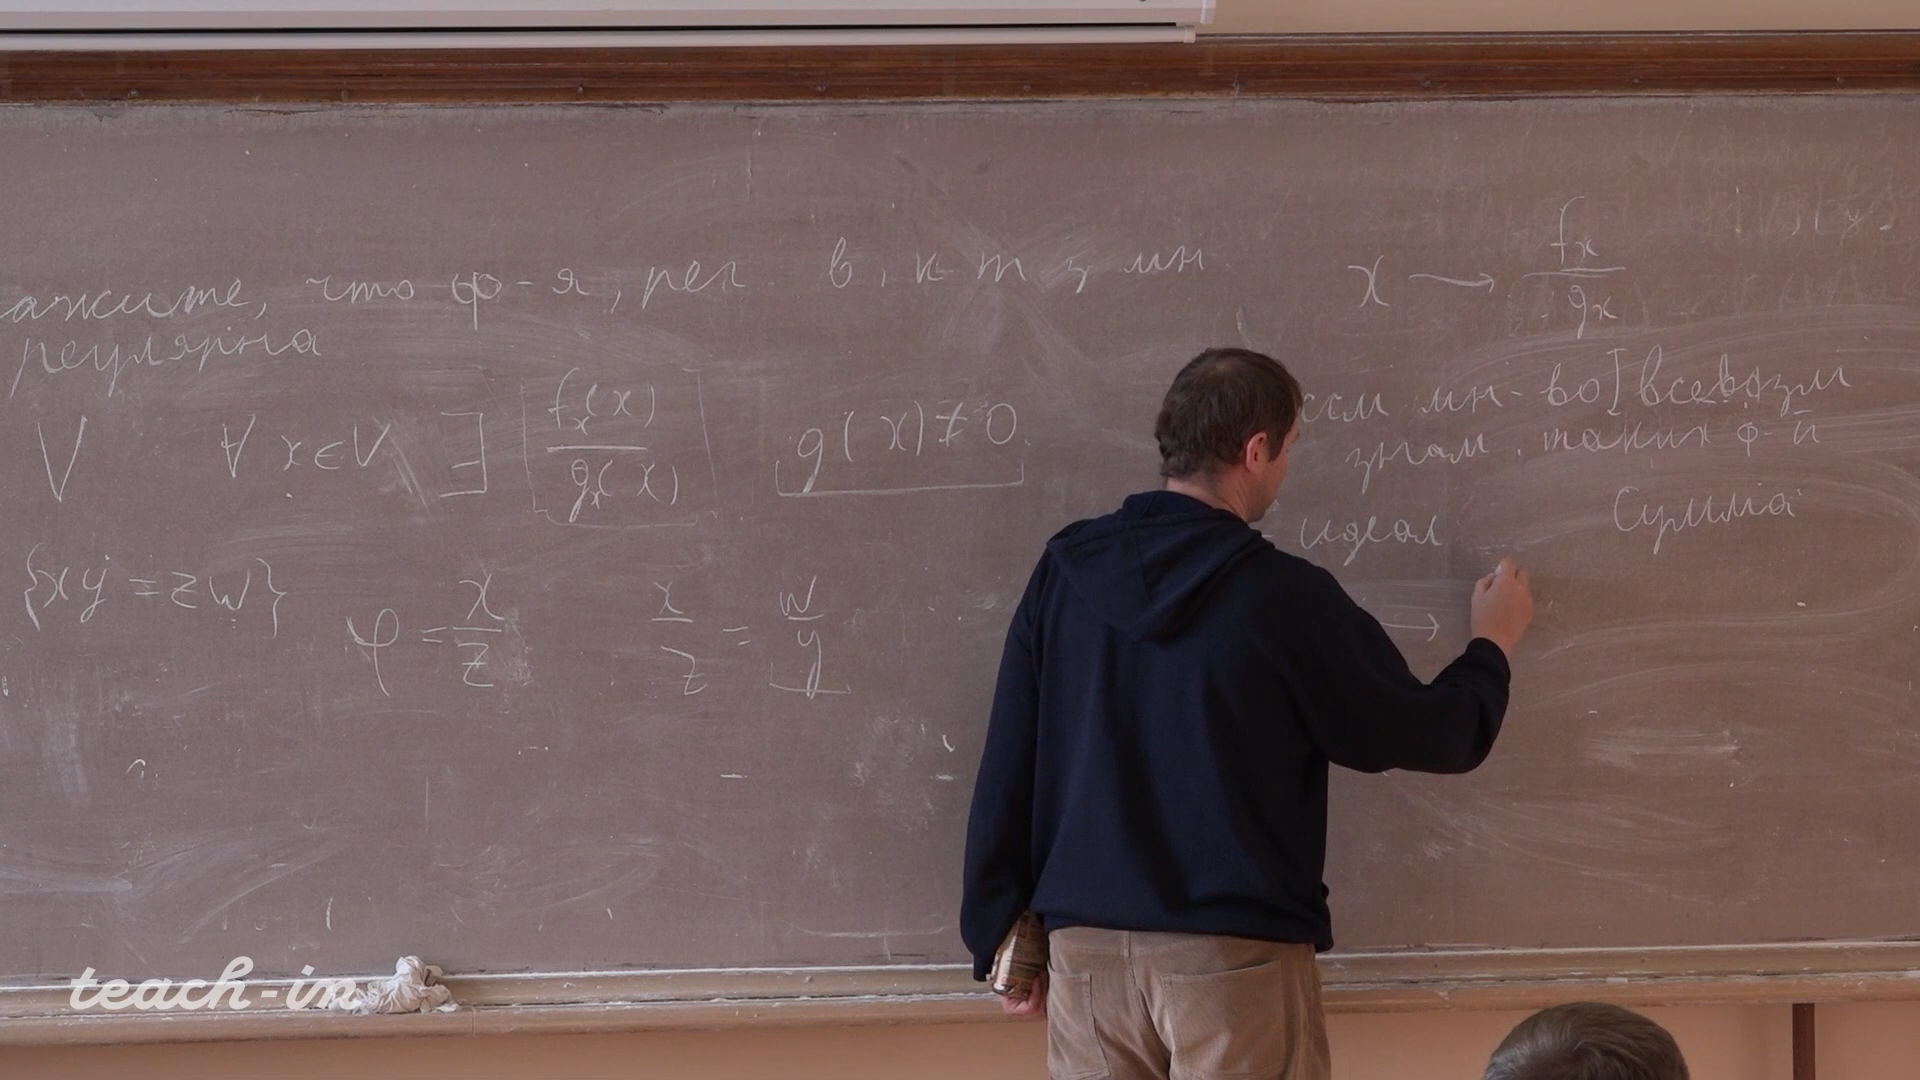 ажите, что ф-я, рег в. к. т. з. мн
регулярна
V ∀ x ∈ V ∃ f_x(x) / g_x(x) g(x) ≠ 0
{xy = zw}
φ = x/z x/z = w/y
x → f_x / g_x
ссм мн-во] всевозм
знам. таких ф-й
идеал Сумма
→
teach-in